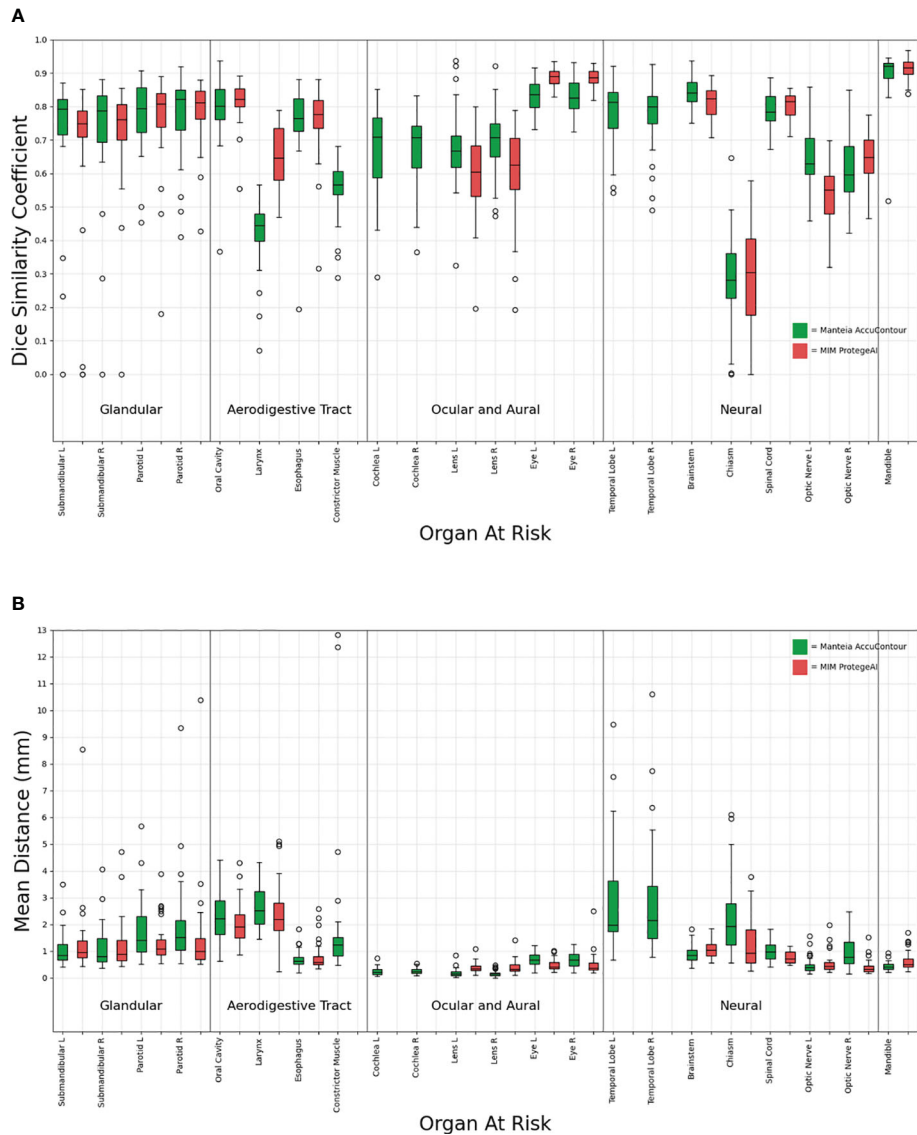 A
1.0
0.9
0.8
0.7
0.6
0.5
0.4
0.3
0.2
0.1
0.0
Dice Similarity Coefficient
= Manteia AccuContour
= MIM ProtegeAI
Glandular
Aerodigestive Tract
Ocular and Aural
Neural
Submandibular L
Submandibular R
Parotid L
Parotid R
Oral Cavity
Larynx
Esophagus
Constrictor Muscle
Cochlea L
Cochlea R
Lens L
Lens R
Eye L
Eye R
Temporal Lobe L
Temporal Lobe R
Brainstem
Chiasm
Spinal Cord
Optic Nerve L
Optic Nerve R
Mandible
Organ At Risk
B
13
12
11
10
9
8
7
6
5
4
3
2
1
0
Mean Distance (mm)
= Manteia AccuContour
= MIM ProtegeAI
Glandular
Aerodigestive Tract
Ocular and Aural
Neural
Submandibular L
Submandibular R
Parotid L
Parotid R
Oral Cavity
Larynx
Esophagus
Constrictor Muscle
Cochlea L
Cochlea R
Lens L
Lens R
Eye L
Eye R
Temporal Lobe L
Temporal Lobe R
Brainstem
Chiasm
Spinal Cord
Optic Nerve L
Optic Nerve R
Mandible
Organ At Risk